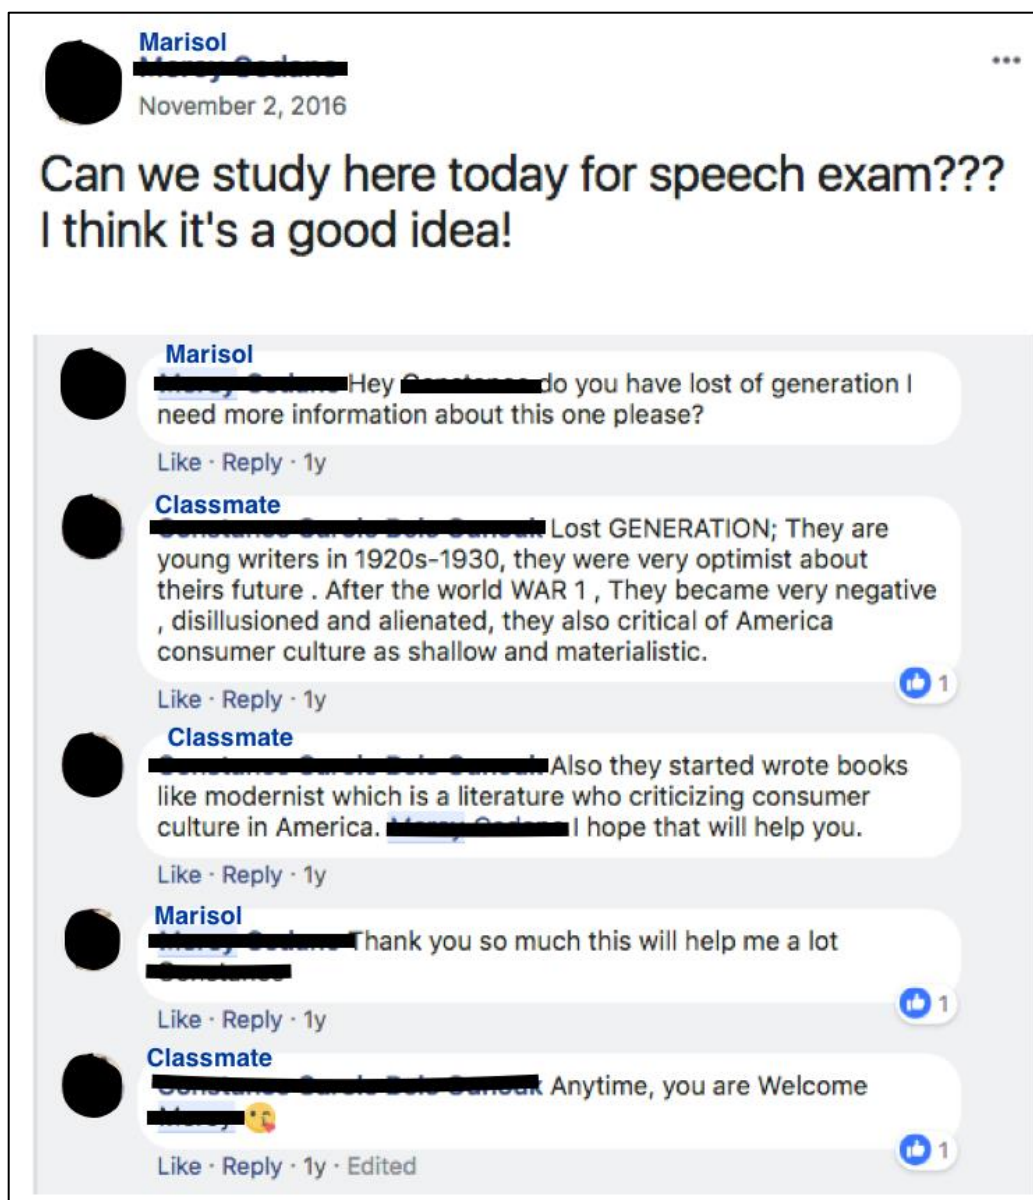 Marisol
November 2, 2016
Can we study here today for speech exam???
I think it's a good idea!
Marisol
Hey do you have lost of generation I
need more information about this one please?
Like · Reply · 1y
Classmate
Lost GENERATION; They are
young writers in 1920s-1930, they were very optimist about
theirs future . After the world WAR 1 , They became very negative
, disillusioned and alienated, they also critical of America
consumer culture as shallow and materialistic.
1
Like · Reply · 1y
Classmate
Also they started wrote books
like modernist which is a literature who criticizing consumer
culture in America. I hope that will help you.
Like · Reply · 1y
Marisol
Thank you so much this will help me a lot
1
Like · Reply · 1y
Classmate
Anytime, you are Welcome
1
Like · Reply · 1y · Edited